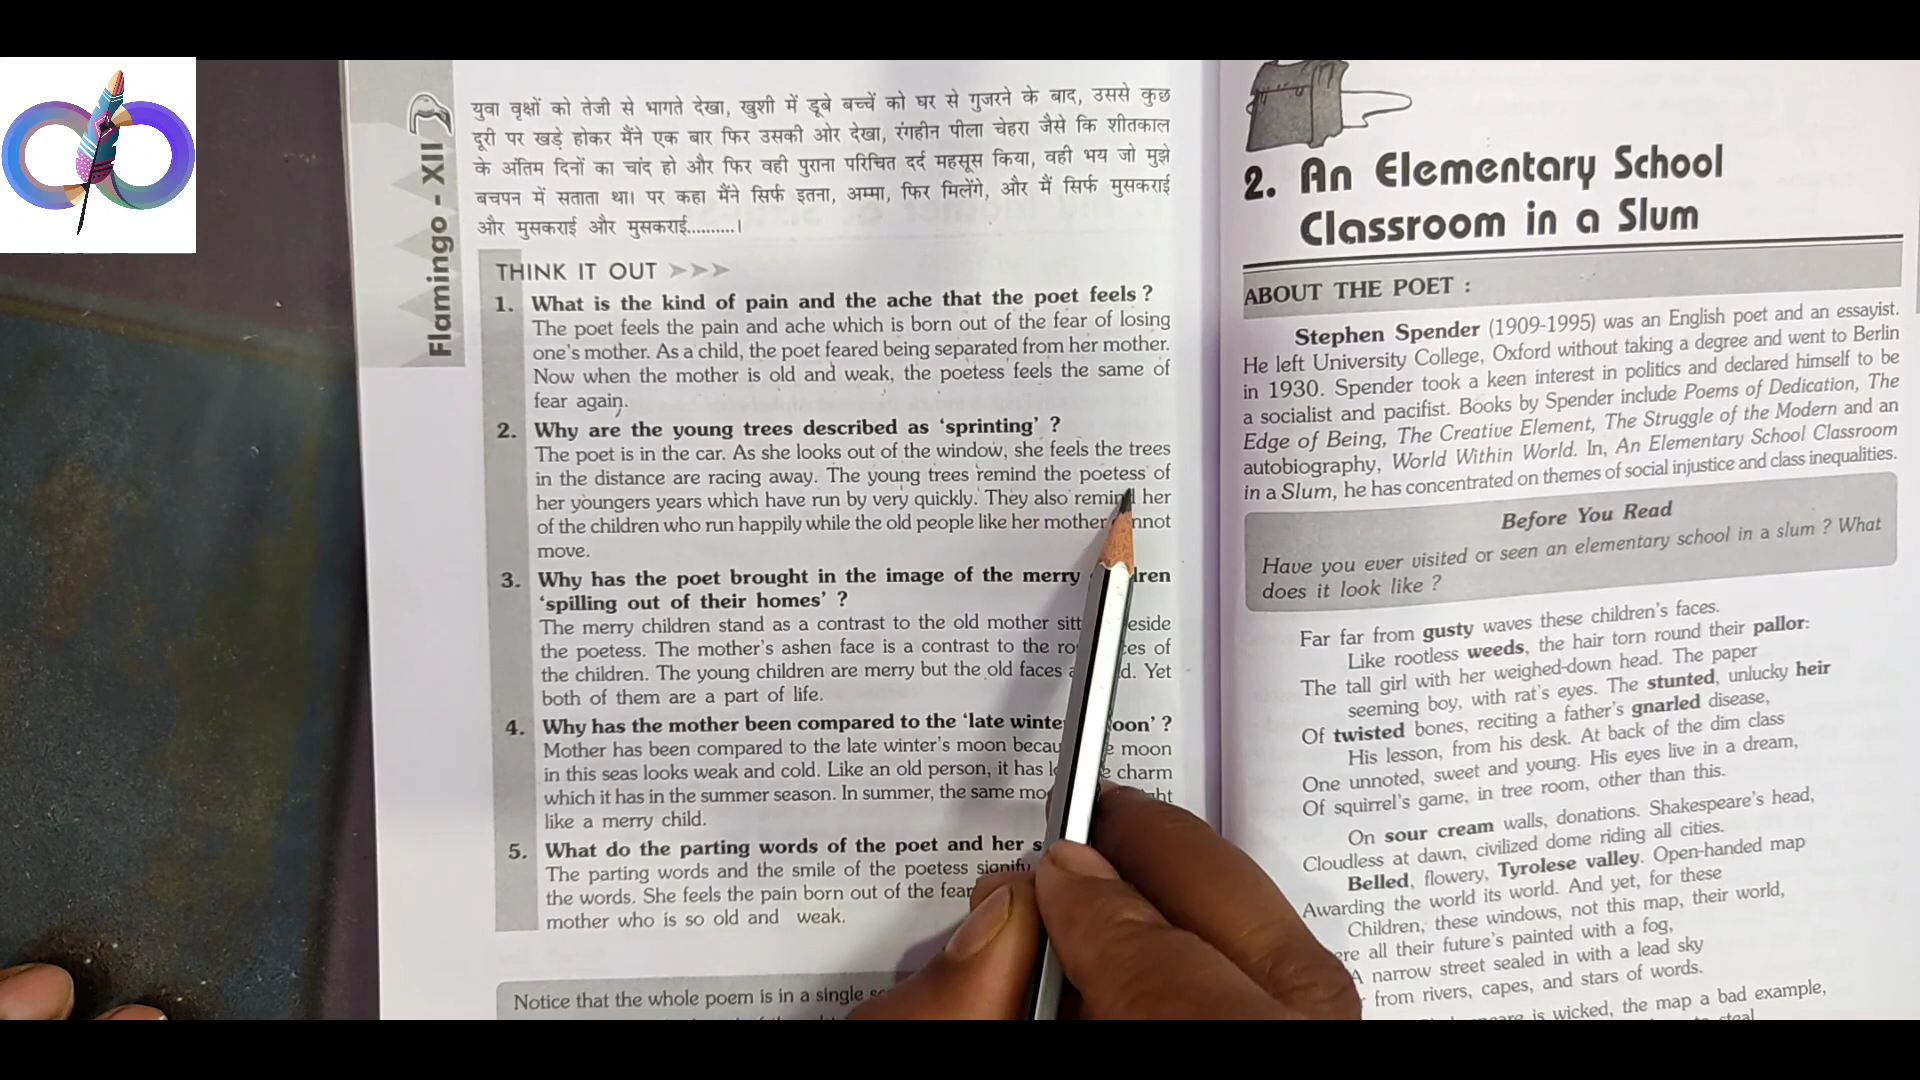 युवा वृक्षों को तेजी से भागते देखा, खुशी में डूबे बच्चें को घर से गुजरने के बाद, उससे कुछ
दूरी पर खड़े होकर मैंने एक बार फिर उसकी ओर देखा, रंगहीन पीला चेहरा जैसे कि शीतकाल
के अंतिम दिनों का चांद हो और फिर वही पुराना परिचित दर्द महसूस किया, वही भय जो मुझे
बचपन में सताता था। पर कहा मैंने सिर्फ इतना, अम्मा, फिर मिलेंगे, और मैं सिर्फ मुसकराई
और मुसकराई और मुसकराई..........।
Flamingo - XII
THINK IT OUT
1. What is the kind of pain and the ache that the poet feels ?
The poet feels the pain and ache which is born out of the fear of losing
one's mother. As a child, the poet feared being separated from her mother.
Now when the mother is old and weak, the poetess feels the same of
fear again.
2. Why are the young trees described as 'sprinting' ?
The poet is in the car. As she looks out of the window, she feels the trees
in the distance are racing away. The young trees remind the poetess of
her youngers years which have run by very quickly. They also remind her
of the children who run happily while the old people like her mother
move.
3. Why has the poet brought in the image of the merry
'spilling out of their homes' ?
The merry children stand as a contrast to the old mother
the poetess. The mother's ashen face is a contrast to the of
the children. The young children are merry but the old faces Yet
both of them are a part of life.
4. Why has the mother been compared to the 'late ?
Mother has been compared to the late winter's moon moon
in this seas looks weak and cold. Like an old person, it has charm
which it has in the summer season. In summer, the same
like a merry child.
5. What do the parting words of the poet and her
The parting words and the smile of the poetess
the words. She feels the pain born out of the fear
mother who is so old and weak.
Notice that the whole poem is in a single
2. An Elementary School
Classroom in a Slum
ABOUT THE POET :
Stephen Spender (1909-1995) was an English poet and an essayist.
He left University College, Oxford without taking a degree and went to Berlin
in 1930. Spender took a keen interest in politics and declared himself to be
a socialist and pacifist. Books by Spender include Poems of Dedication, The
Edge of Being, The Creative Element, The Struggle of the Modern and an
autobiography, World Within World. In, An Elementary School Classroom
in a Slum, he has concentrated on themes of social injustice and class inequalities.
Before You Read
Have you ever visited or seen an elementary school in a slum ? What
does it look like ?
Far far from gusty waves these children's faces.
Like rootless weeds, the hair torn round their pallor:
The tall girl with her weighed-down head. The paper
seeming boy, with rat's eyes. The stunted, unlucky heir
Of twisted bones, reciting a father's gnarled disease,
His lesson, from his desk. At back of the dim class
One unnoted, sweet and young. His eyes live in a dream,
Of squirrel's game, in tree room, other than this.
On sour cream walls, donations. Shakespeare's head,
Cloudless at dawn, civilized dome riding all cities.
Belled, flowery, Tyrolese valley. Open-handed map
Awarding the world its world. And yet, for these
Children, these windows, not this map, their world,
all their future's painted with a fog,
A narrow street sealed in with a lead sky
from rivers, capes, and stars of words.
is wicked, the map a bad example,